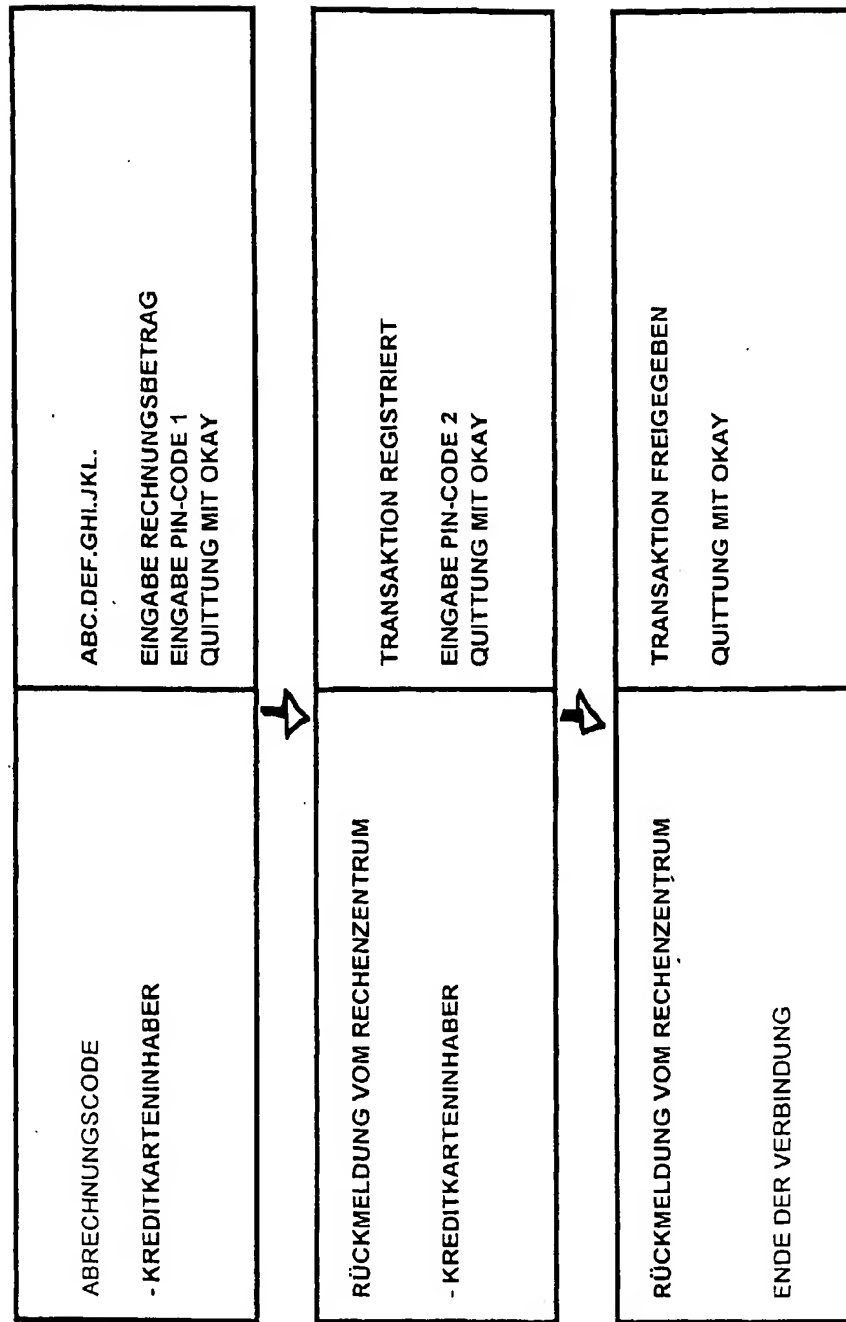 ABRECHNUNGSCODE
- KREDITKARTENINHABER
ABC.DEF.GHI.JKL.
EINGABE RECHNUNGSBETRAG
EINGABE PIN-CODE 1
QUITTUNG MIT OKAY
RÜCKMELDUNG VOM RECHENZENTRUM
- KREDITKARTENINHABER
TRANSAKTION REGISTRIERT
EINGABE PIN-CODE 2
QUITTUNG MIT OKAY
RÜCKMELDUNG VOM RECHENZENTRUM
ENDE DER VERBINDUNG
TRANSAKTION FREIGEGEBEN
QUITTUNG MIT OKAY